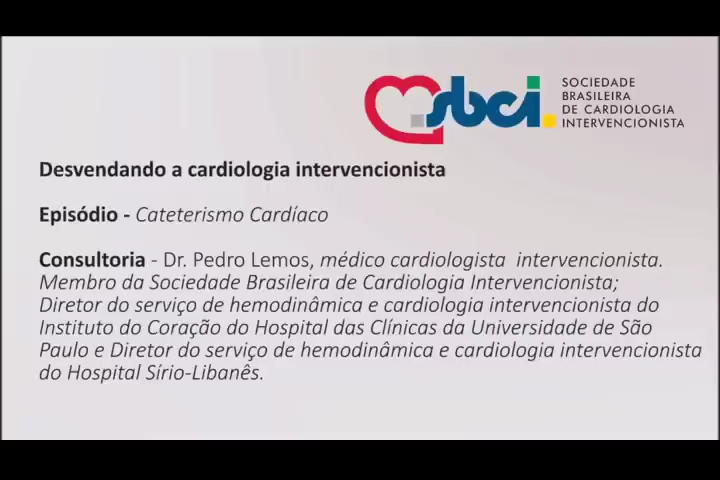 sbci
SOCIEDADE
BRASILEIRA
DE CARDIOLOGIA
INTERVENCIONISTA
Desvendando a cardiologia intervencionista
Episódio - Cateterismo Cardíaco
Consultoria - Dr. Pedro Lemos, médico cardiologista intervencionista.
Membro da Sociedade Brasileira de Cardiologia Intervencionista;
Diretor do serviço de hemodinâmica e cardiologia intervencionista do
Instituto do Coração do Hospital das Clínicas da Universidade de São
Paulo e Diretor do serviço de hemodinâmica e cardiologia intervencionista
do Hospital Sírio-Libanês.